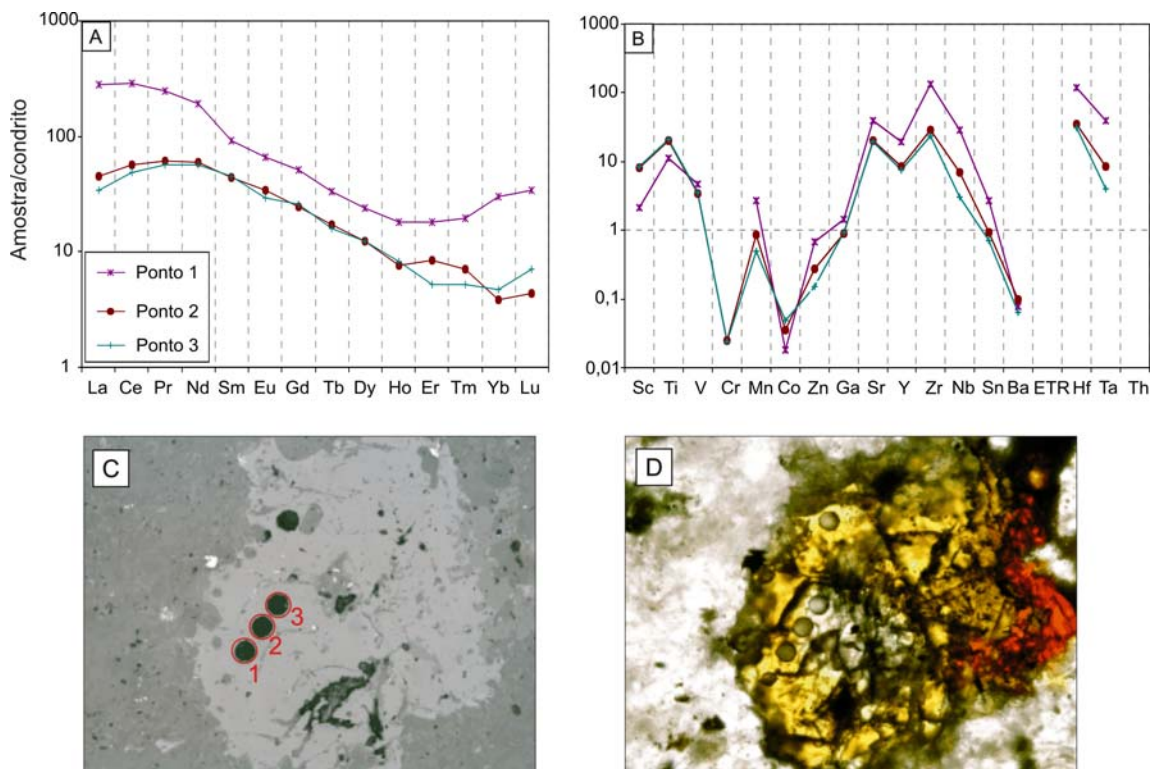 A
1000
100
10
1
Amostra/condrito
Ponto 1
Ponto 2
Ponto 3
La Ce Pr Nd Sm Eu Gd Tb Dy Ho Er Tm Yb Lu
B
1000
100
10
1
0,1
0,01
Sc Ti V Cr Mn Co Zn Ga Sr Y Zr Nb Sn Ba ETR Hf Ta Th
C
3
2
1
D